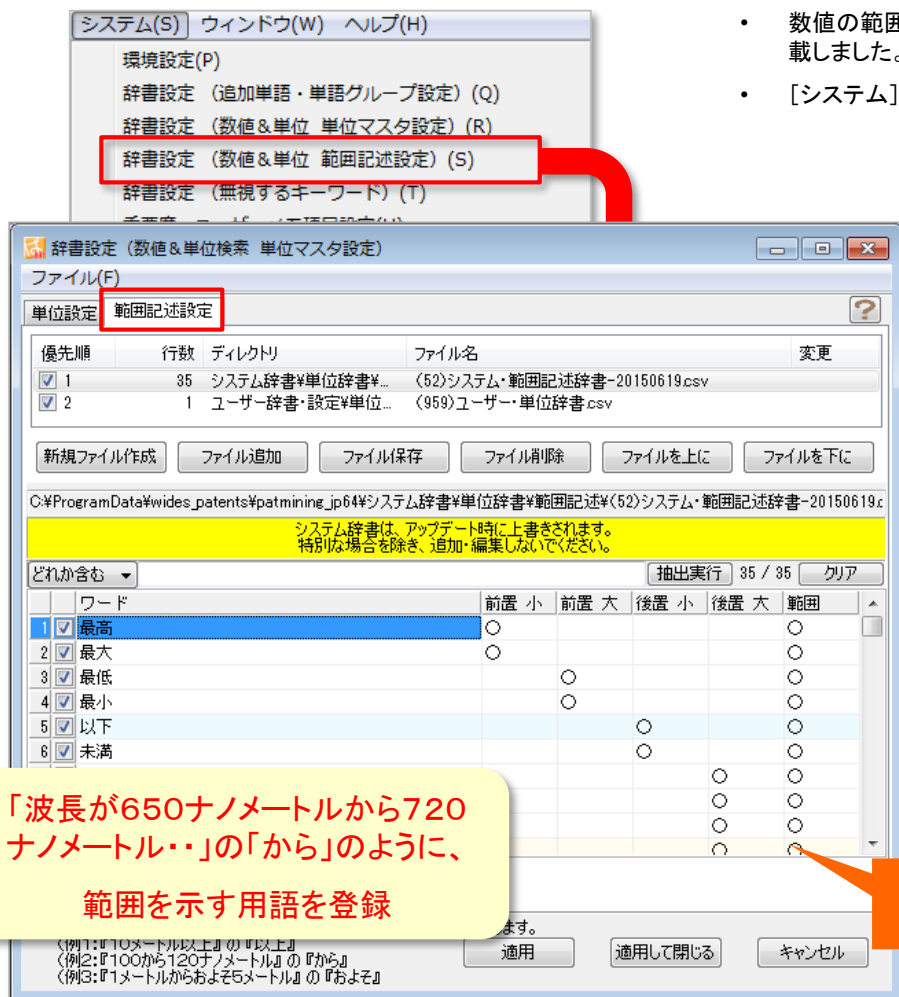 システム(S) ウィンドウ(W) ヘルプ(H)
環境設定(P)
辞書設定 (追加単語・単語グループ設定) (Q)
辞書設定 (数値&単位 単位マスタ設定) (R)
辞書設定 (数値&単位 範囲記述設定) (S)
辞書設定 (無視するキーワード) (T)
• 数値の範囲
載しました。
• [システム]
辞書設定 (数値&単位検索 単位マスタ設定)
ファイル(F)
単位設定 範囲記述設定
優先順 行数 ディレクトリ ファイル名 変更
1 35 システム辞書¥単位辞書¥... (52)システム・範囲記述辞書-20150619.csv
2 1 ユーザー辞書・設定¥単位... (959)ユーザー・単位辞書.csv
新規ファイル作成 ファイル追加 ファイル保存 ファイル削除 ファイルを上に ファイルを下に
C:¥ProgramData¥wides_patents¥patmining_jp64¥システム辞書¥単位辞書¥範囲記述¥(52)システム・範囲記述辞書-20150619.c
システム辞書は、アップデート時に上書きされます。
特別な場合を除き、追加・編集しないでください。
どれか含む 抽出実行 35 / 35 クリア
ワード 前置 小 前置 大 後置 小 後置 大 範囲
1 最高 ○ ○
2 最大 ○ ○
3 最低 ○ ○
4 最小 ○ ○
5 以下 ○ ○
6 未満 ○ ○
○ ○
○ ○
○ ○
○ ○
「波長が650ナノメートルから720
ナノメートル・・」の「から」のように、
範囲を示す用語を登録
ます。
(例1:『10メートル以上』の『以上』
(例2:『100から120ナノメートル』の『から』
(例3:『1メートルからおよそ5メートル』の『およそ』
適用 適用して閉じる キャンセル